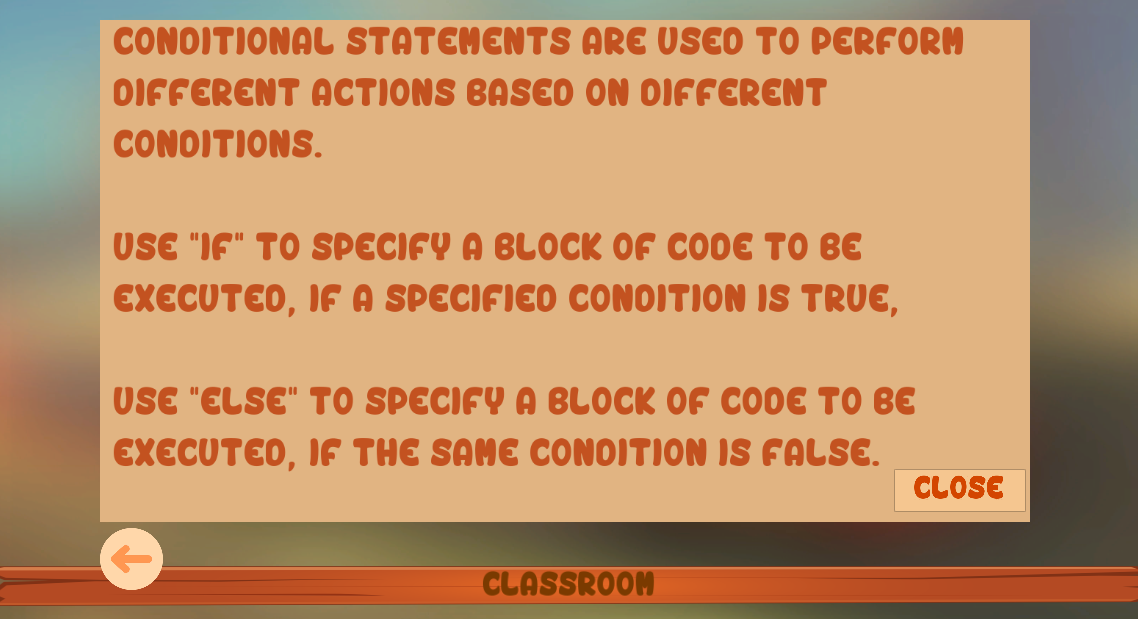 CONDITIONAL STATEMENTS ARE USED TO PERFORM
DIFFERENT ACTIONS BASED ON DIFFERENT
CONDITIONS.
USE "IF" TO SPECIFY A BLOCK OF CODE TO BE
EXECUTED, IF A SPECIFIED CONDITION IS TRUE,
USE "ELSE" TO SPECIFY A BLOCK OF CODE TO BE
EXECUTED, IF THE SAME CONDITION IS FALSE.
CLOSE
CLASSROOM